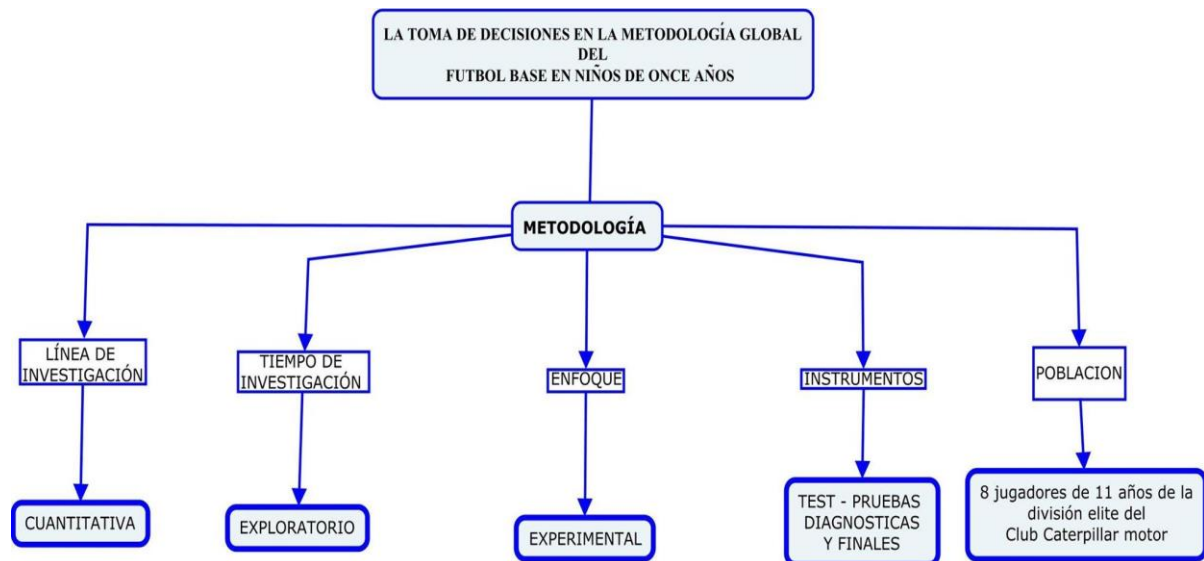 LA TOMA DE DECISIONES EN LA METODOLOGÍA GLOBAL
DEL
FUTBOL BASE EN NIÑOS DE ONCE AÑOS
METODOLOGÍA
LÍNEA DE
INVESTIGACIÓN
TIEMPO DE
INVESTIGACIÓN
ENFOQUE
INSTRUMENTOS
POBLACION
CUANTITATIVA
EXPLORATORIO
EXPERIMENTAL
TEST - PRUEBAS
DIAGNOSTICAS
Y FINALES
8 jugadores de 11 años de la
división elite del
Club Caterpillar motor